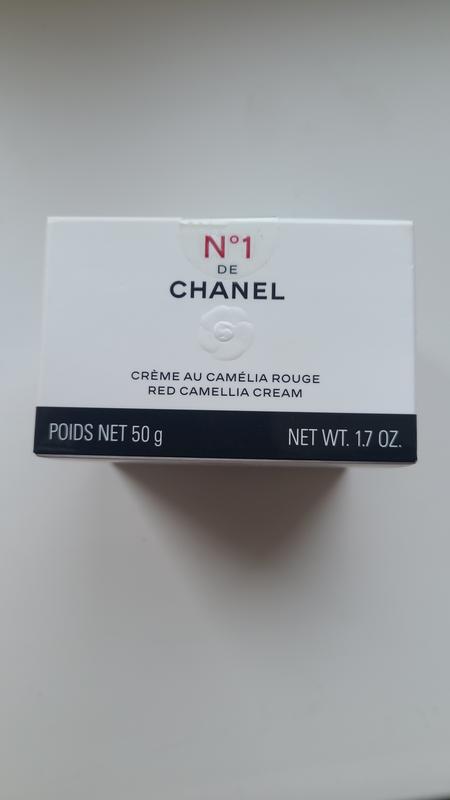 N°1
DE
CHANEL
CRÈME AU CAMÉLIA ROUGE
RED CAMELLIA CREAM
POIDS NET 50 g
NET WT. 1.7 OZ.